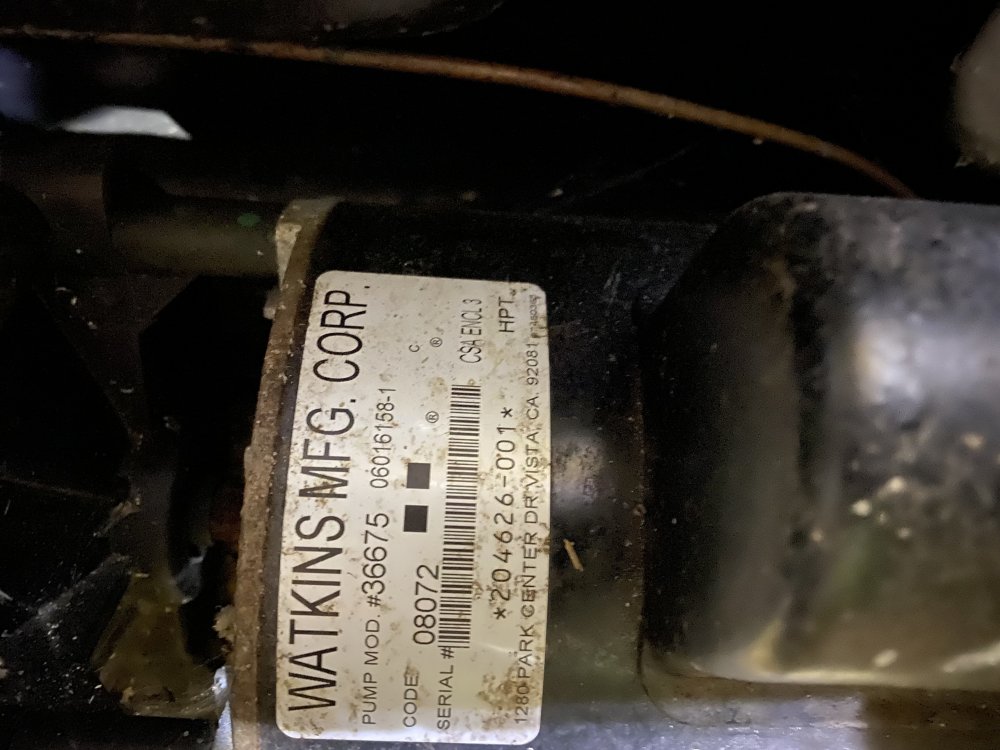 WATKINS MFG. CORP.
PUMP MOD. #36675 06016158-1
CODE 08072 C
SERIAL # ® ®
CSA ENCL 3
*204626-001* HPT
1280 PARK CENTER DR VISTA, CA. 92081